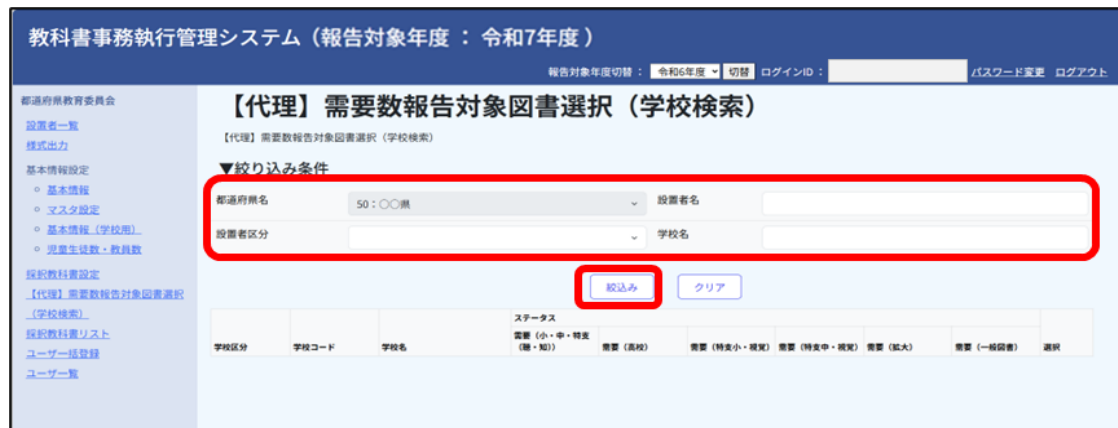 教科書事務執行管理システム（報告対象年度 ： 令和7年度 ）
報告対象年度切替 ： 令和6年度 切替 ログインID ： パスワード変更 ログアウト
都道府県教育委員会
設置者一覧
様式出力
基本情報設定
基本情報
マスタ設定
基本情報（学校用）
児童生徒数・教員数
採択教科書設定
【代理】需要数報告対象図書選択
（学校検索）
採択教科書リスト
ユーザ一括登録
ユーザ一覧
【代理】需要数報告対象図書選択（学校検索）
【代理】需要数報告対象図書選択（学校検索）
▼絞り込み条件
都道府県名 50：○○県 設置者名
設置者区分 学校名
絞込み クリア
ステータス
学校区分 学校コード 学校名 需要（小・中・特支（聴・知）） 需要（高校） 需要（特支小・視覚） 需要（特支中・視覚） 需要（拡大） 需要（一般図書） 選択